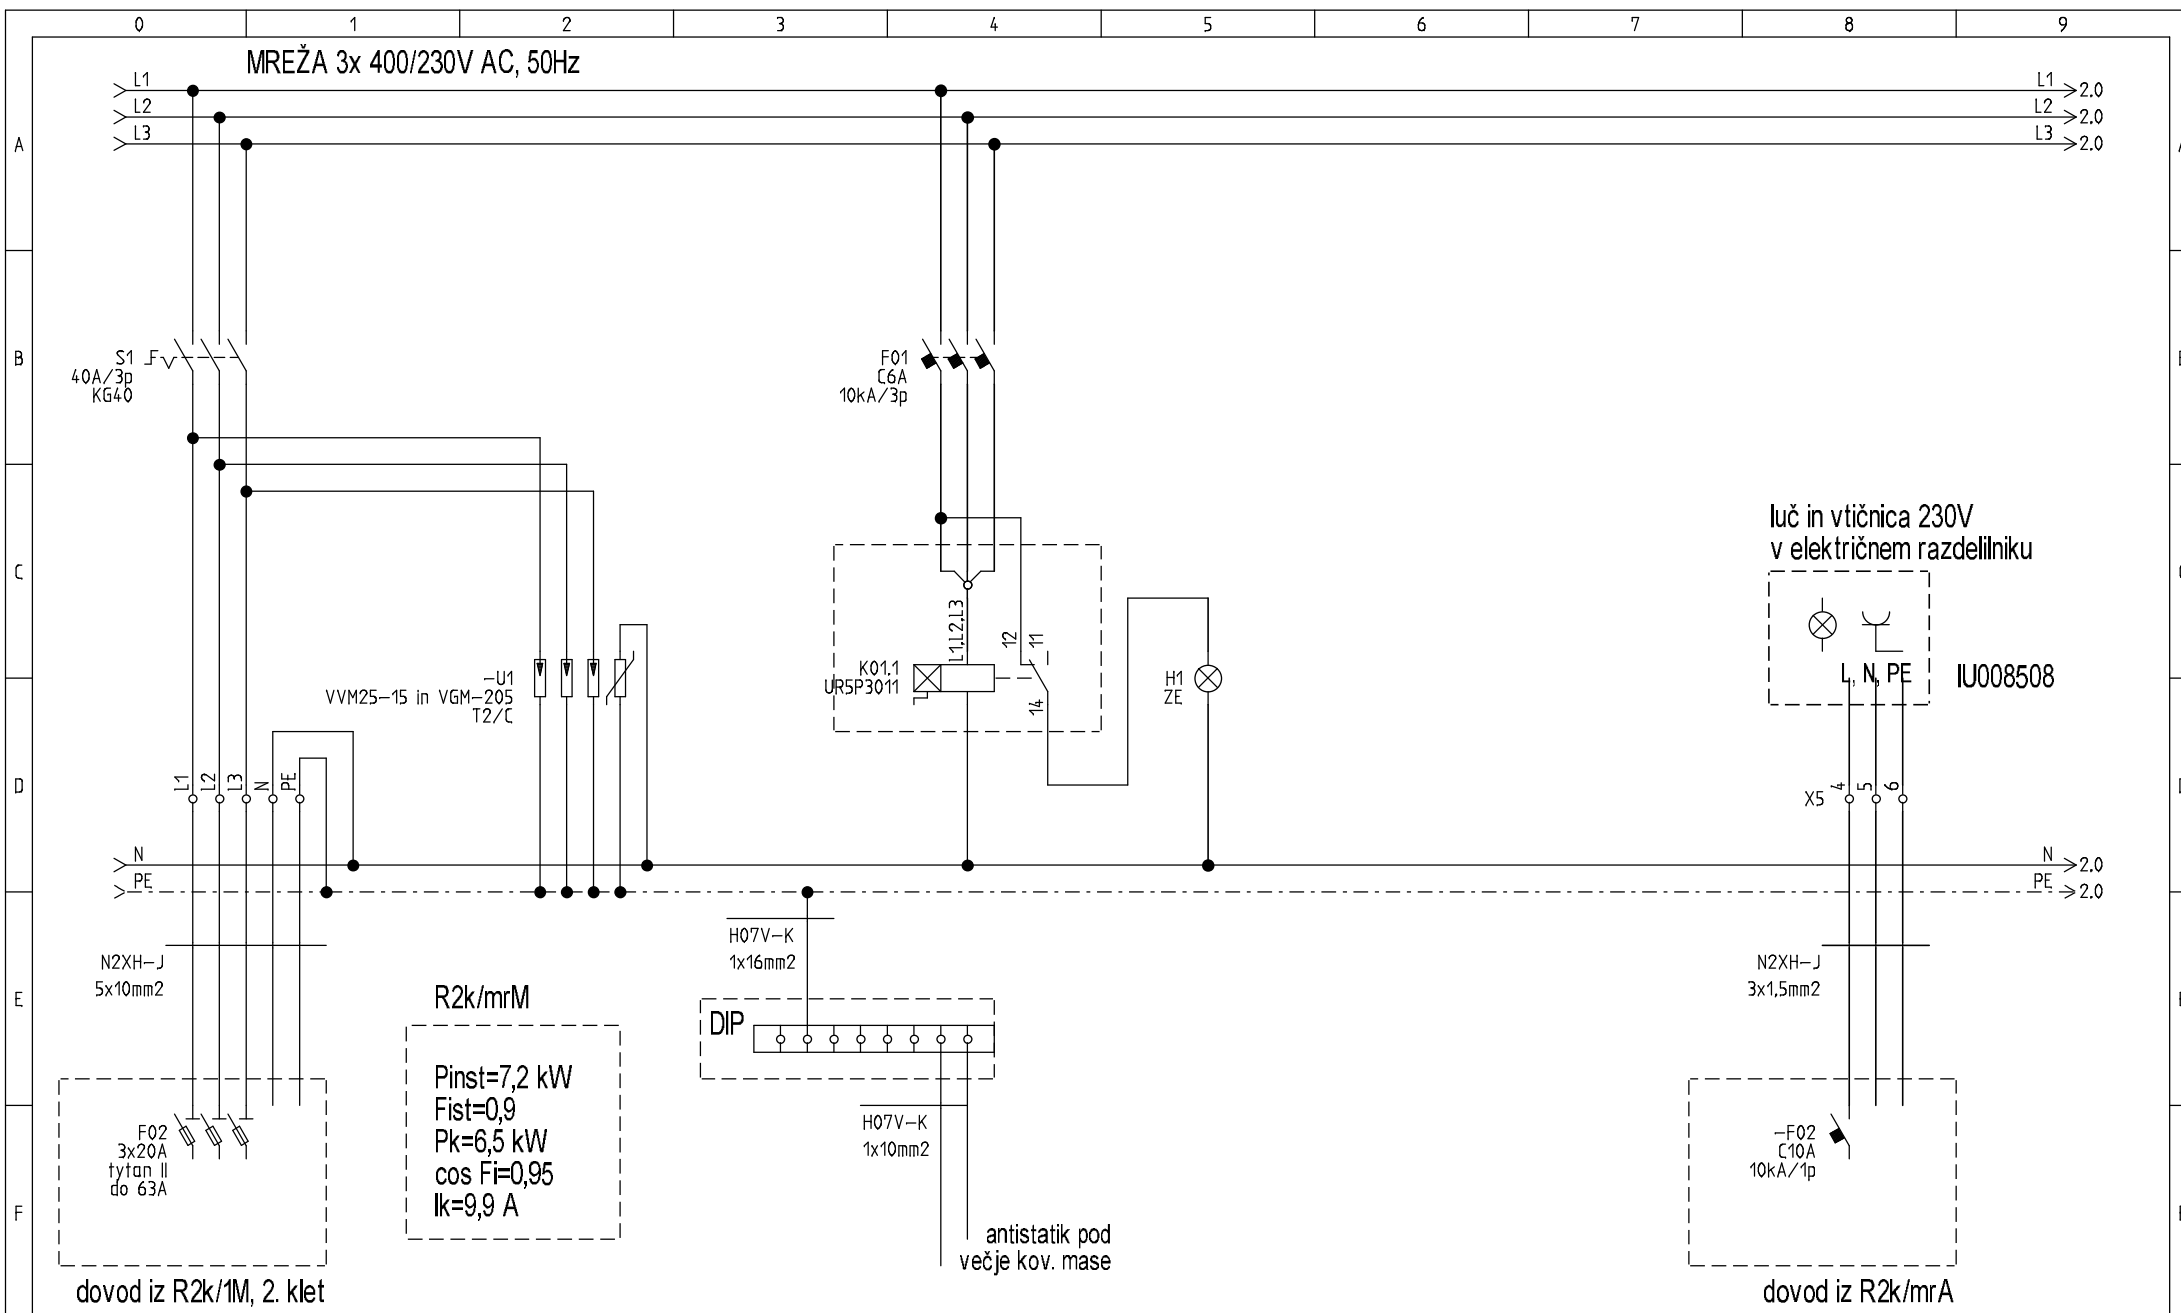 0 1 2 3 4 5 6 7 8 9
MREŽA 3x 400/230V AC, 50Hz
L1
L2
L3
L1 2.0
L2 2.0
L3 2.0
A
B
C
D
E
F
S1
40A/3p
KG40
F01
C6A
10kA/3p
-U1
VVM25-15 in VGM-205
T2/C
L1,L2,L3
12
11
14
K01.1
UR5P3011
H1
ZE
luč in vtičnica 230V
v električnem razdelilniku
L, N, PE
IU008508
L1
L2
L3
N
PE
X5
4
5
6
N
PE
N 2.0
PE 2.0
N2XH-J
5x10mm2
H07V-K
1x16mm2
N2XH-J
3x1,5mm2
R2k/mrM
Pinst=7,2 kW
Fist=0,9
Pk=6,5 kW
cos Fi=0,95
Ik=9,9 A
DIP
H07V-K
1x10mm2
F02
3x20A
tytan II
do 63A
-F02
C10A
10kA/1p
antistatik pod
večje kov. mase
dovod iz R2k/1M, 2. klet
dovod iz R2k/mrA